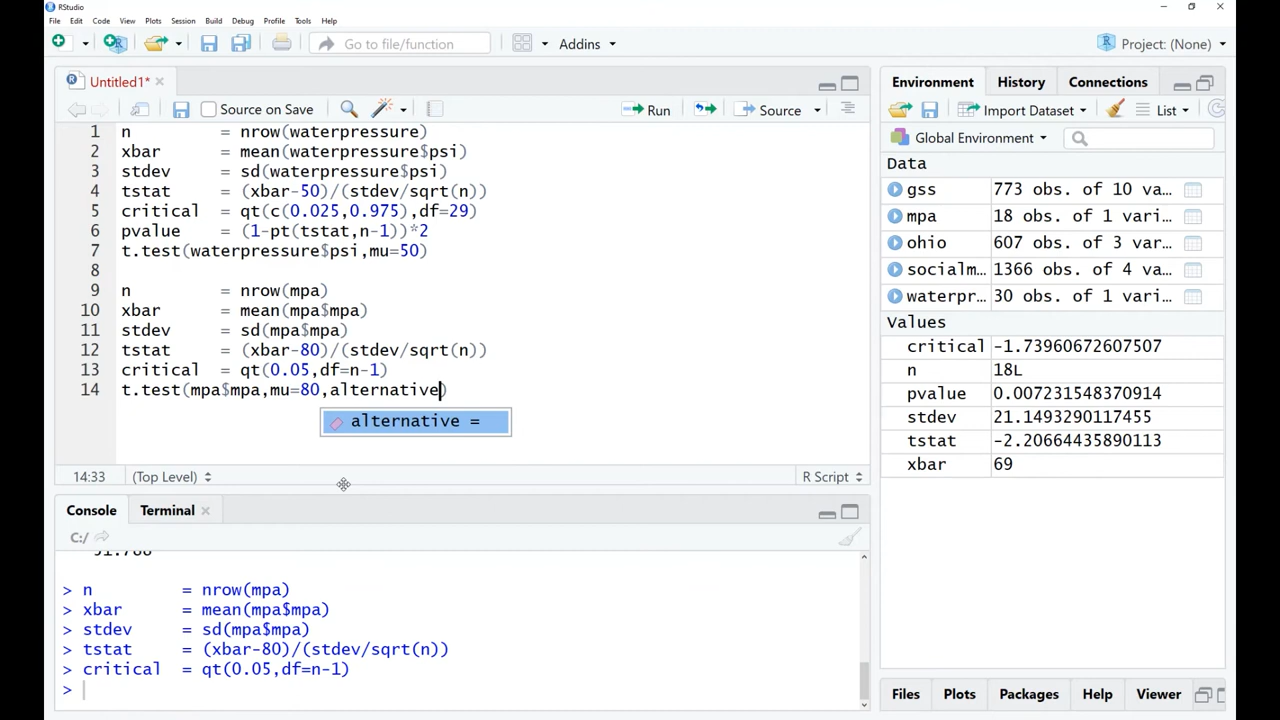 RStudio
File Edit Code View Plots Session Build Debug Profile Tools Help
Go to file/function Addins Project: (None)
Untitled1*
Source on Save Run Source
1 n = nrow(waterpressure)
2 xbar = mean(waterpressure$psi)
3 stdev = sd(waterpressure$psi)
4 tstat = (xbar-50)/(stdev/sqrt(n))
5 critical = qt(c(0.025,0.975),df=29)
6 pvalue = (1-pt(tstat,n-1))*2
7 t.test(waterpressure$psi,mu=50)
8
9 n = nrow(mpa)
10 xbar = mean(mpa$mpa)
11 stdev = sd(mpa$mpa)
12 tstat = (xbar-80)/(stdev/sqrt(n))
13 critical = qt(0.05,df=n-1)
14 t.test(mpa$mpa,mu=80,alternative)
alternative =
14:33 (Top Level) R Script
Console Terminal
C:/
> n = nrow(mpa)
> xbar = mean(mpa$mpa)
> stdev = sd(mpa$mpa)
> tstat = (xbar-80)/(stdev/sqrt(n))
> critical = qt(0.05,df=n-1)
>
Environment History Connections
Import Dataset List
Global Environment
Data
gss 773 obs. of 10 va…
mpa 18 obs. of 1 vari…
ohio 607 obs. of 3 var…
socialm… 1366 obs. of 4 va…
waterpr… 30 obs. of 1 varia…
Values
critical -1.73960672607507
n 18L
pvalue 0.007231548370914
stdev 21.1493290117455
tstat -2.20664435890113
xbar 69
Files Plots Packages Help Viewer